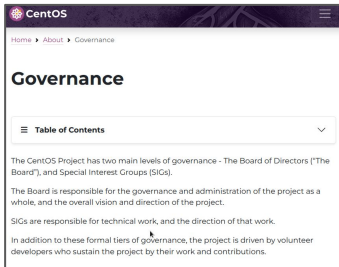 CentOS
Home > About > Governance
Governance
Table of Contents
The CentOS Project has two main levels of governance - The Board of Directors ("The
Board"), and Special Interest Groups (SIGs).
The Board is responsible for the governance and administration of the project as a
whole, and the overall vision and direction of the project.
SIGs are responsible for technical work, and the direction of that work.
In addition to these formal tiers of governance, the project is driven by volunteer
developers who sustain the project by their work and contributions.